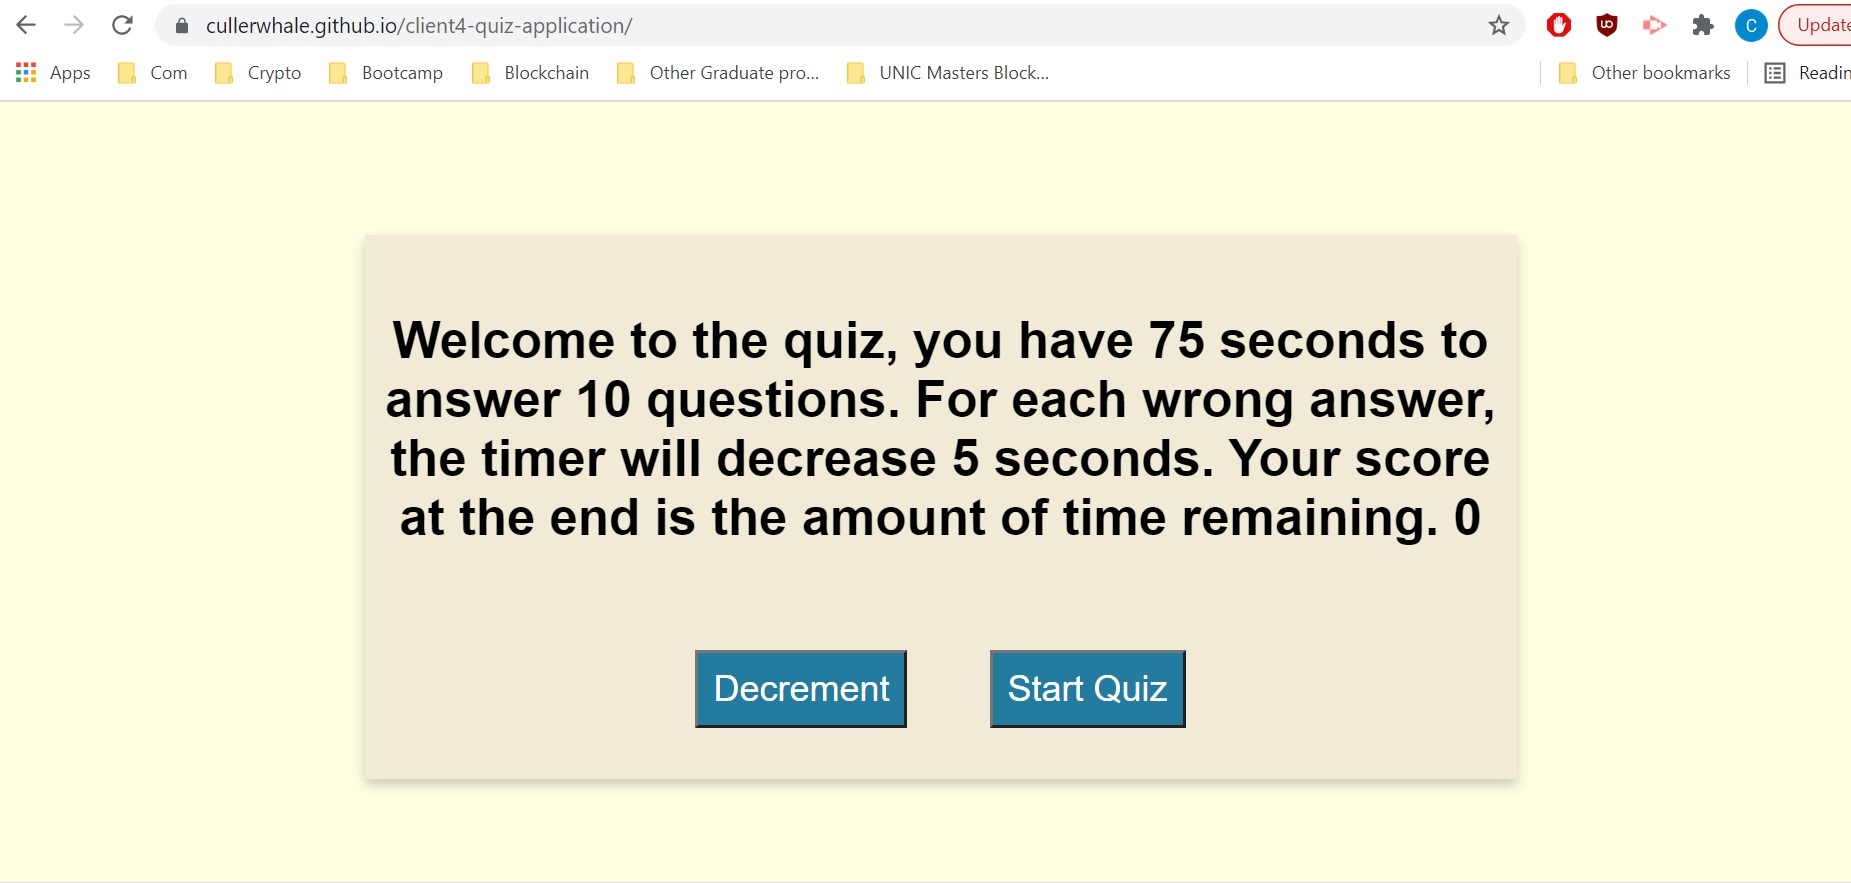 cullerwhale.github.io/client4-quiz-application/
C
Update
Apps Com Crypto Bootcamp Blockchain Other Graduate pro... UNIC Masters Block... Other bookmarks Readin
Welcome to the quiz, you have 75 seconds to
answer 10 questions. For each wrong answer,
the timer will decrease 5 seconds. Your score
at the end is the amount of time remaining. 0
Decrement Start Quiz